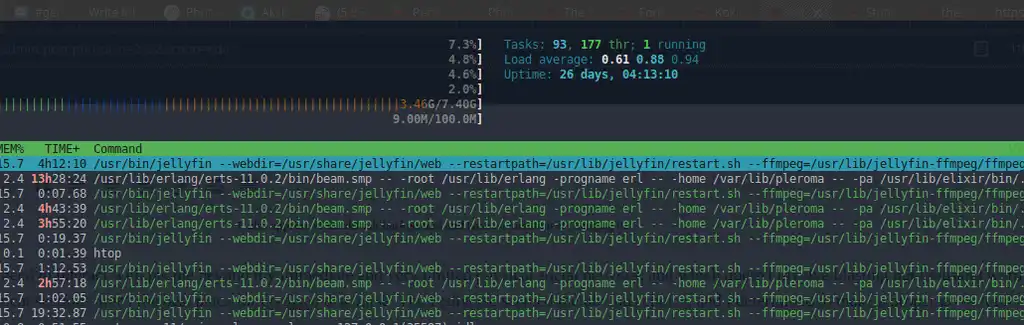 7.3%] Tasks: 93, 177 thr; 1 running
4.8%] Load average: 0.61 0.88 0.94
4.6%] Uptime: 26 days, 04:13:10
2.0%]
3.46G/7.40G]
9.00M/100.0M]
MEM% TIME+ Command
15.7 4h12:10 /usr/bin/jellyfin --webdir=/usr/share/jellyfin/web --restartpath=/usr/lib/jellyfin/restart.sh --ffmpeg=/usr/lib/jellyfin-ffmpeg/ffmpeg
2.4 13h28:24 /usr/lib/erlang/erts-11.0.2/bin/beam.smp -- -root /usr/lib/erlang -progname erl -- -home /var/lib/pleroma -- -pa /usr/lib/elixir/bin/.
15.7 0:07.68 /usr/bin/jellyfin --webdir=/usr/share/jellyfin/web --restartpath=/usr/lib/jellyfin/restart.sh --ffmpeg=/usr/lib/jellyfin-ffmpeg/ffmpeg
2.4 4h43:39 /usr/lib/erlang/erts-11.0.2/bin/beam.smp -- -root /usr/lib/erlang -progname erl -- -home /var/lib/pleroma -- -pa /usr/lib/elixir/bin/.
2.4 3h55:20 /usr/lib/erlang/erts-11.0.2/bin/beam.smp -- -root /usr/lib/erlang -progname erl -- -home /var/lib/pleroma -- -pa /usr/lib/elixir/bin/.
15.7 0:19.37 /usr/bin/jellyfin --webdir=/usr/share/jellyfin/web --restartpath=/usr/lib/jellyfin/restart.sh --ffmpeg=/usr/lib/jellyfin-ffmpeg/ffmpeg
0.1 0:01.39 htop
15.7 1:12.53 /usr/bin/jellyfin --webdir=/usr/share/jellyfin/web --restartpath=/usr/lib/jellyfin/restart.sh --ffmpeg=/usr/lib/jellyfin-ffmpeg/ffmpeg
2.4 2h57:18 /usr/lib/erlang/erts-11.0.2/bin/beam.smp -- -root /usr/lib/erlang -progname erl -- -home /var/lib/pleroma -- -pa /usr/lib/elixir/bin/.
15.7 1:02.05 /usr/bin/jellyfin --webdir=/usr/share/jellyfin/web --restartpath=/usr/lib/jellyfin/restart.sh --ffmpeg=/usr/lib/jellyfin-ffmpeg/ffmpeg
15.7 19:32.87 /usr/bin/jellyfin --webdir=/usr/share/jellyfin/web --restartpath=/usr/lib/jellyfin/restart.sh --ffmpeg=/usr/lib/jellyfin-ffmpeg/ffmpeg